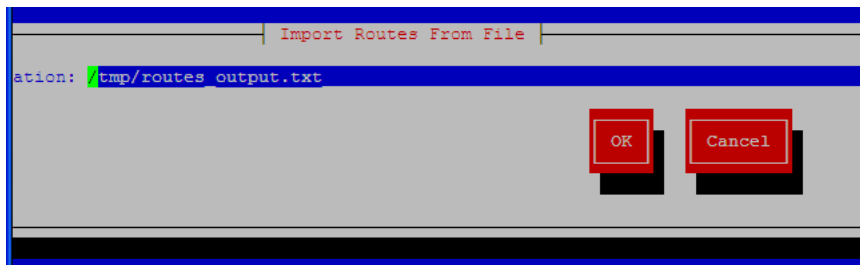 Import Routes From File
ation: /tmp/routes_output.txt
OK Cancel